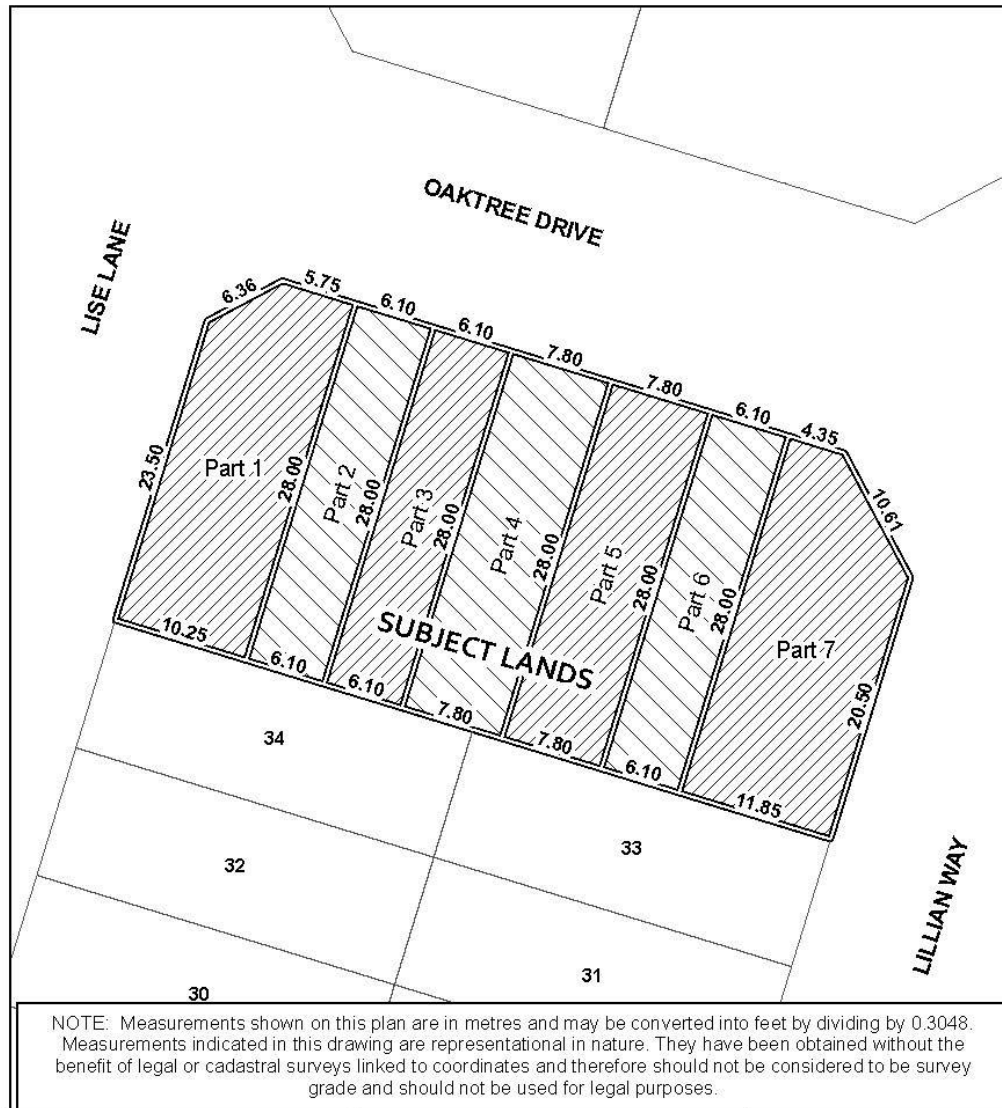 OAKTREE DRIVE
LISE LANE
6.36
5.75
6.10
6.10
7.80
7.80
6.10
4.35
10.61
23.50
Part 1
28.00
Part 2
28.00
Part 3
28.00
Part 4
28.00
Part 5
28.00
Part 6
28.00
Part 7
20.50
SUBJECT LANDS
10.25
6.10
6.10
7.80
7.80
6.10
11.85
34
33
32
31
30
LILLIAN WAY
NOTE: Measurements shown on this plan are in metres and may be converted into feet by dividing by 0.3048.
Measurements indicated in this drawing are representational in nature. They have been obtained without the
benefit of legal or cadastral surveys linked to coordinates and therefore should not be considered to be survey
grade and should not be used for legal purposes.